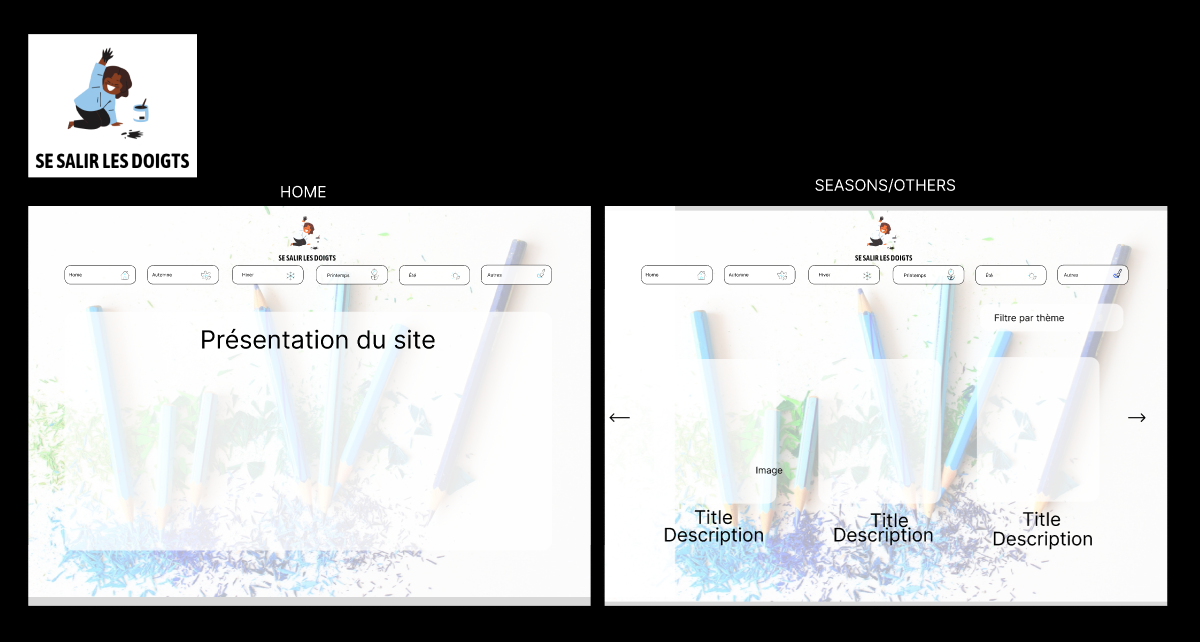 SE SALIR LES DOIGTS
HOME
SEASONS/OTHERS
SE SALIR LES DOIGTS
Home
Automne
Hiver
Printemps
Été
Autres
Présentation du site
SE SALIR LES DOIGTS
Home
Automne
Hiver
Printemps
Été
Autres
Filtre par thème
Image
Title
Description
Title
Description
Title
Description